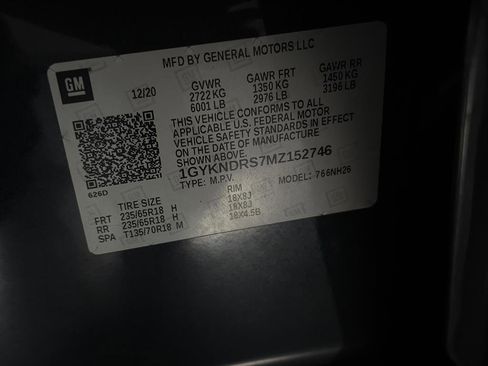 MFD BY GENERAL MOTORS LLC
GM
12/20
GVWR
2722 KG
6001 LB
GAWR FRT
1350 KG
2976 LB
GAWR RR
1450 KG
3196 LB
THIS VEHICLE CONFORMS TO ALL
APPLICABLE U.S. FEDERAL MOTOR
VEHICLE SAFETY STANDARDS IN EFFECT
ON THE DATE OF MANUFACTURE
SHOWN ABOVE.
1GYKNDRS7MZ152746
TYPE: M.P.V. MODEL: 766NH26
626D
TIRE SIZE RIM
FRT 235/65R18 H 18X8J
RR 235/65R18 H 18X8J
SPA T135/70R18 M 18X4.5B